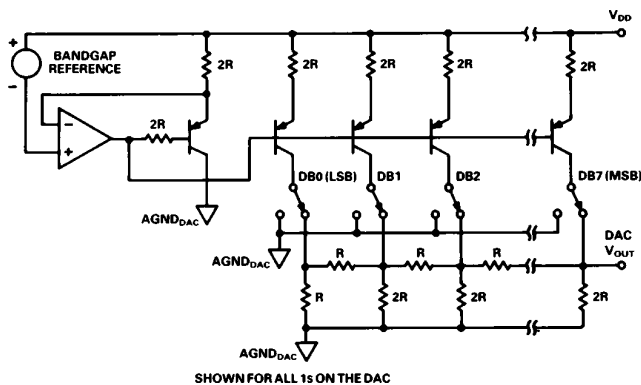 V_DD
+
BANDGAP
REFERENCE
−
2R
2R
2R
2R
2R
−
+
2R
AGND_DAC
DB0 (LSB)
DB1
DB2
DB7 (MSB)
AGND_DAC
DAC
V_OUT
R
R
R
R
2R
2R
2R
AGND_DAC
SHOWN FOR ALL 1s ON THE DAC